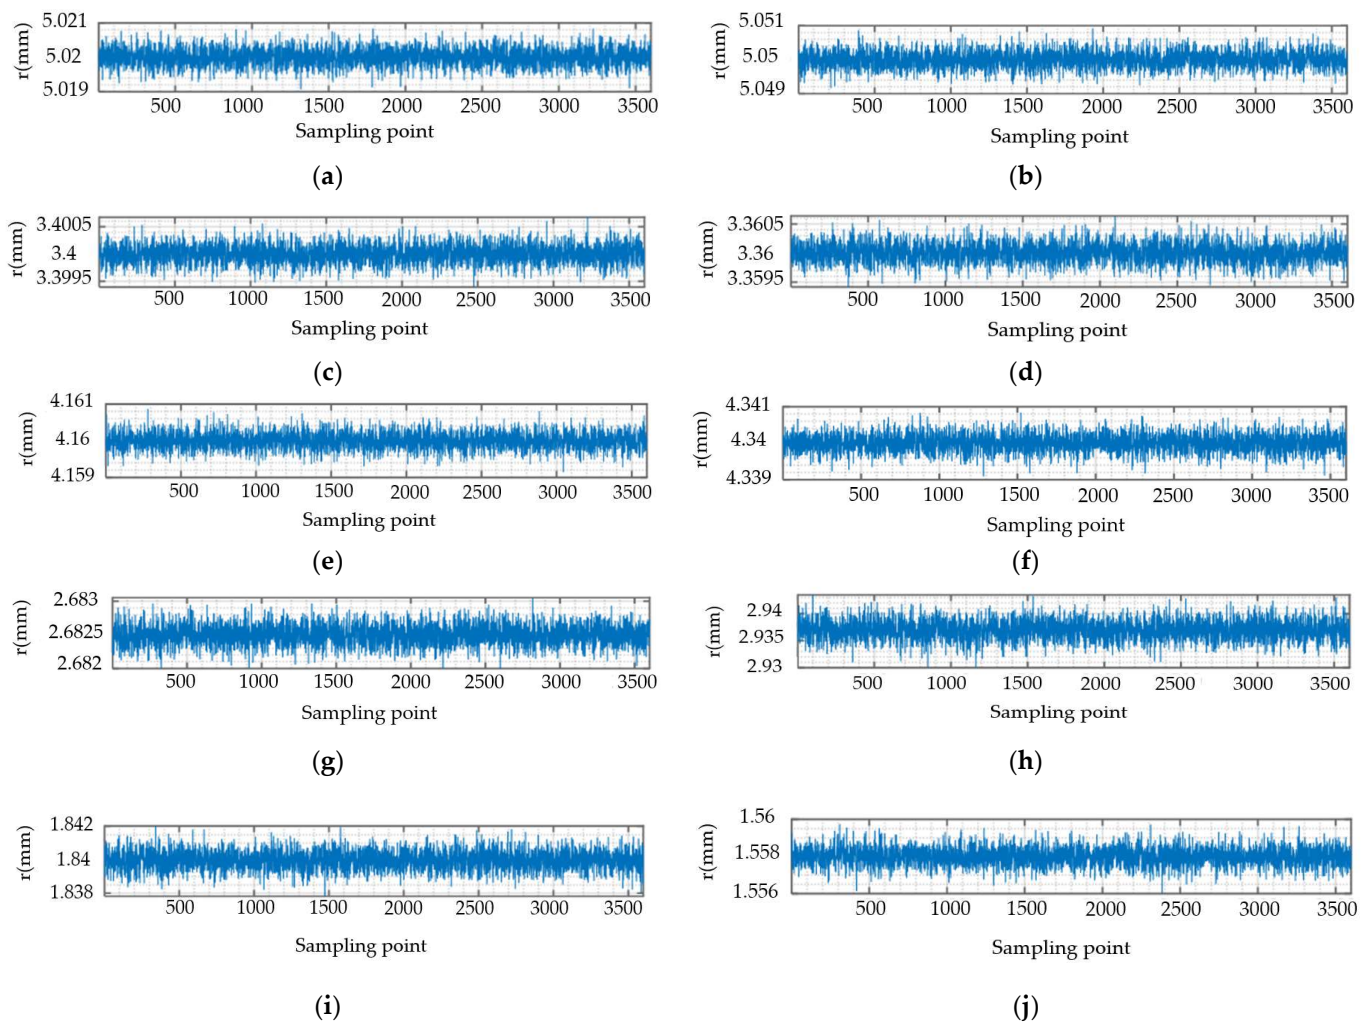 5.021
5.02
5.019
r(mm)
500 1000 1500 2000 2500 3000 3500
Sampling point
(a)
5.051
5.05
5.049
r(mm)
500 1000 1500 2000 2500 3000 3500
Sampling point
(b)
3.4005
3.4
3.3995
r(mm)
500 1000 1500 2000 2500 3000 3500
Sampling point
(c)
3.3605
3.36
3.3595
r(mm)
500 1000 1500 2000 2500 3000 3500
Sampling point
(d)
4.161
4.16
4.159
r(mm)
500 1000 1500 2000 2500 3000 3500
Sampling point
(e)
4.341
4.34
4.339
r(mm)
500 1000 1500 2000 2500 3000 3500
Sampling point
(f)
2.683
2.6825
2.682
r(mm)
500 1000 1500 2000 2500 3000 3500
Sampling point
(g)
2.94
2.935
2.93
r(mm)
500 1000 1500 2000 2500 3000 3500
Sampling point
(h)
1.842
1.84
1.838
r(mm)
500 1000 1500 2000 2500 3000 3500
Sampling point
(i)
1.56
1.558
1.556
r(mm)
500 1000 1500 2000 2500 3000 3500
Sampling point
(j)